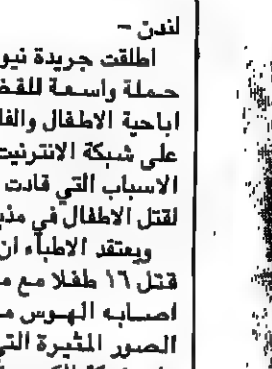 لندن –
اطلقت جريدة نيو
حملة واسعة للقض
اباحية الاطفال والفا
على شبكة الانترنيت
الاسباب التي قادت
لقتل الاطفال في مذب
ويعتقد الاطباء ان
قتل ١٦ طفلا مع م
اصابه الهوس م
الصور المثيرة التي